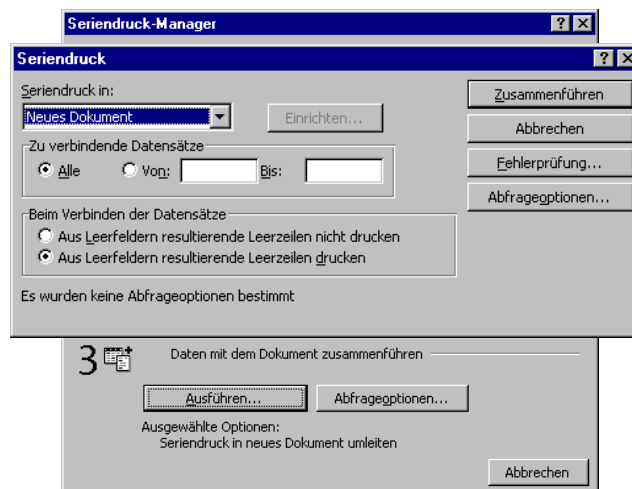 Seriendruck-Manager
Seriendruck
Seriendruck in:
Neues Dokument
Einrichten...
Zusammenführen
Abbrechen
Fehlerprüfung...
Abfrageoptionen...
Zu verbindende Datensätze
Alle Von: Bis:
Beim Verbinden der Datensätze
Aus Leerfeldern resultierende Leerzeilen nicht drucken
Aus Leerfeldern resultierende Leerzeilen drucken
Es wurden keine Abfrageoptionen bestimmt
3 Daten mit dem Dokument zusammenführen
Ausführen... Abfrageoptionen...
Ausgewählte Optionen:
Seriendruck in neues Dokument umleiten
Abbrechen